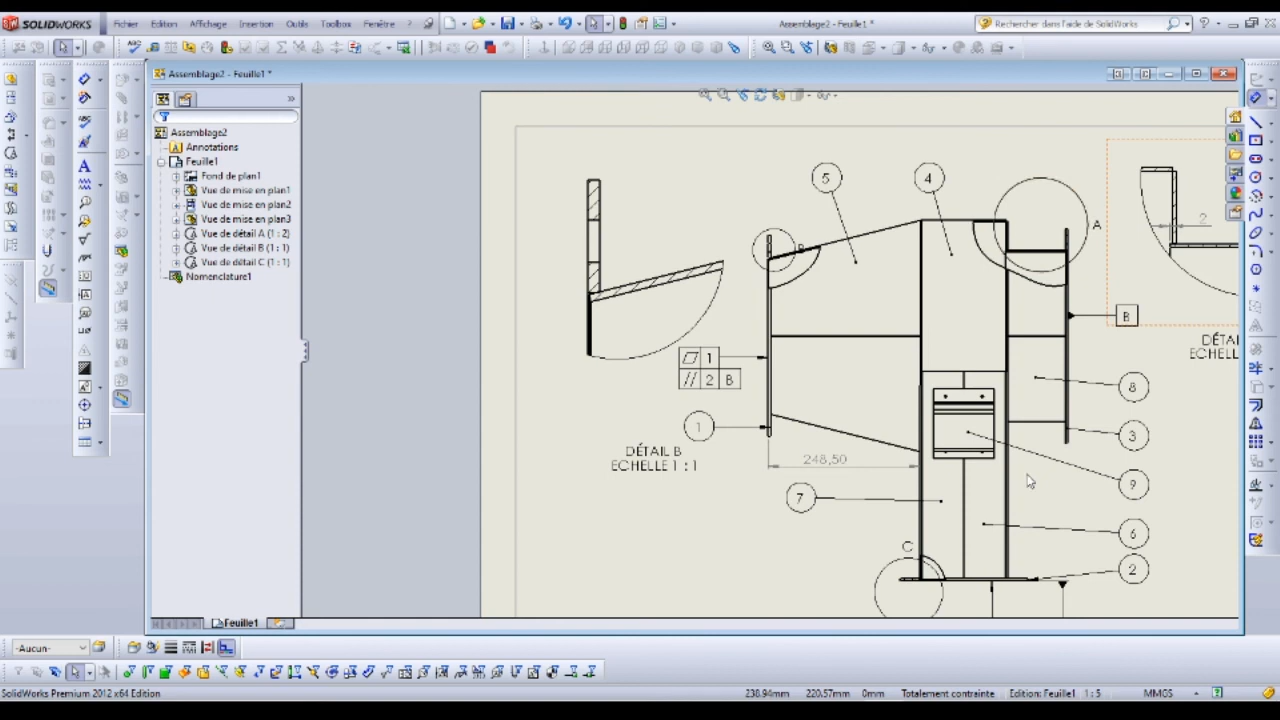 SOLIDWORKS Fichier Edition Affichage Insertion Outils Toolbox Fenêtre ? Assemblage2 - Feuille1 * Rechercher dans l'aide de SolidWorks
Assemblage2 - Feuille1 *
Assemblage2
Annotations
Feuille1
Fond de plan1
Vue de mise en plan1
Vue de mise en plan2
Vue de mise en plan3
Vue de détail A (1 : 2)
Vue de détail B (1 : 1)
Vue de détail C (1 : 1)
Nomenclature1
5 4
A
B
2
B
DÉTAI
ECHELLE
1
// 2 B
8
1
3
DÉTAIL B
ECHELLE 1 : 1
248,50
9
7
6
C
2
Feuille1
-Aucun-
SolidWorks Premium 2012 x64 Edition 238.94mm 220.57mm 0mm Totalement contrainte Edition: Feuille1 1 : 5 MMGS